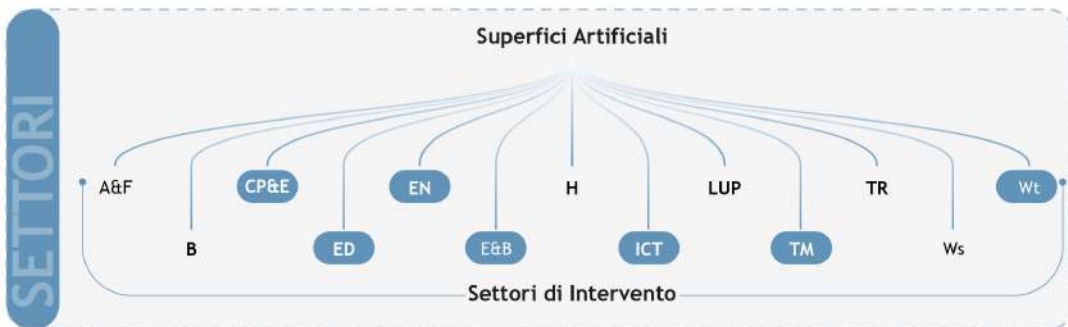 SETTORI
Superfici Artificiali
A&F
CP&E
EN
H
LUP
TR
Wt
B
ED
E&B
ICT
TM
Ws
Settori di Intervento